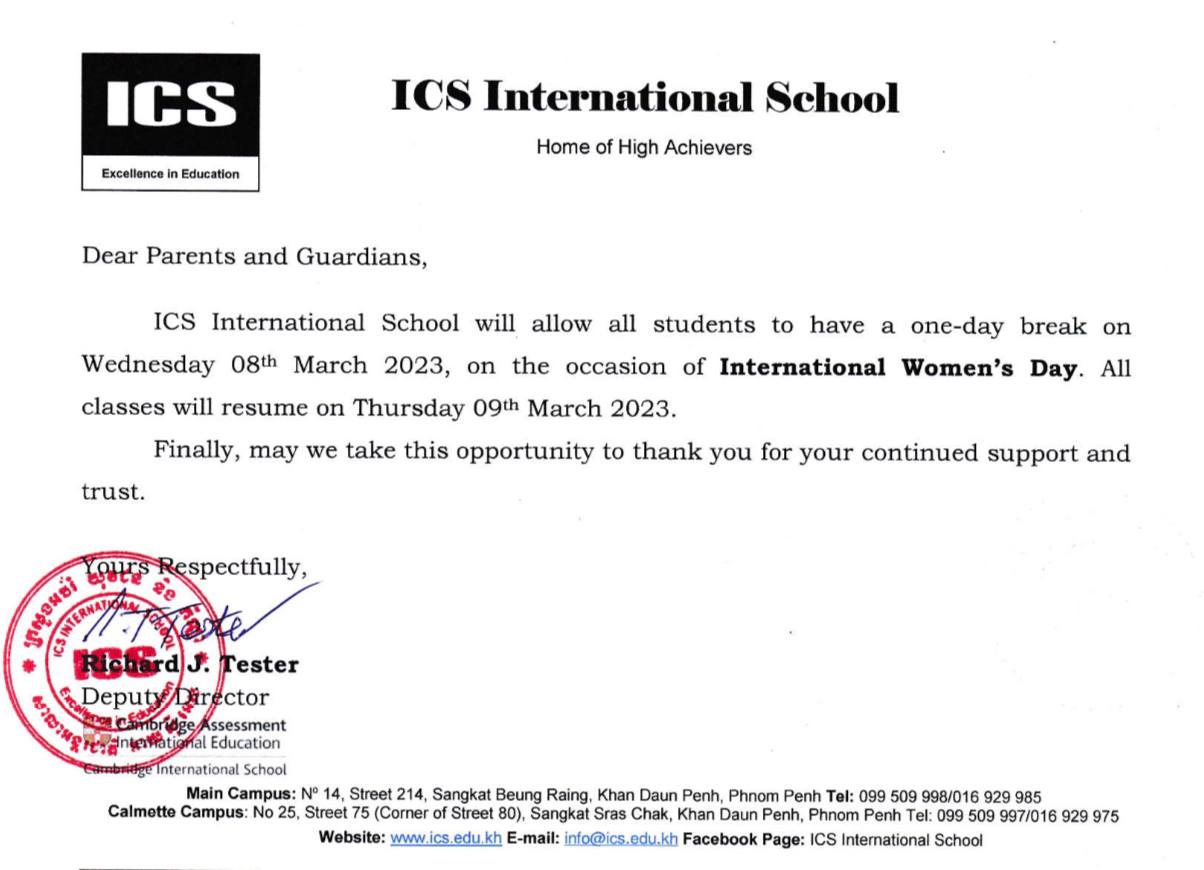 ICS
Excellence in Education
ICS International School
Home of High Achievers
Dear Parents and Guardians,
ICS International School will allow all students to have a one-day break on
Wednesday 08th March 2023, on the occasion of International Women's Day. All
classes will resume on Thursday 09th March 2023.
Finally, may we take this opportunity to thank you for your continued support and
trust.
Yours Respectfully,
ICS INTERNATIONAL SCHOOL
ICS
Excellence in Education
Richard J. Tester
Deputy Director
Cambridge Assessment
International Education
Cambridge International School
Main Campus: Nº 14, Street 214, Sangkat Beung Raing, Khan Daun Penh, Phnom Penh Tel: 099 509 998/016 929 985
Calmette Campus: No 25, Street 75 (Corner of Street 80), Sangkat Sras Chak, Khan Daun Penh, Phnom Penh Tel: 099 509 997/016 929 975
Website: www.ics.edu.kh E-mail: info@ics.edu.kh Facebook Page: ICS International School